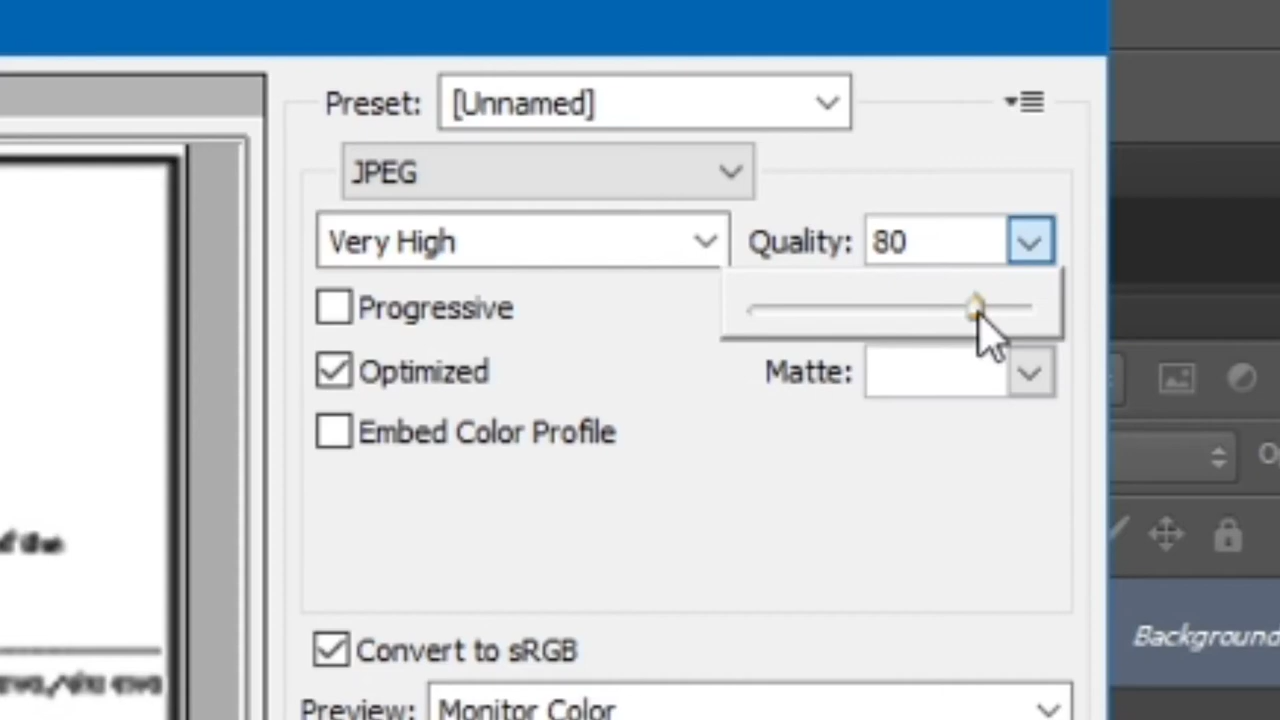 Preset: [Unnamed]
JPEG
Very High Quality: 80
Progressive
Optimized Matte:
Embed Color Profile
the
Convert to sRGB
Background
Preview: Monitor Color